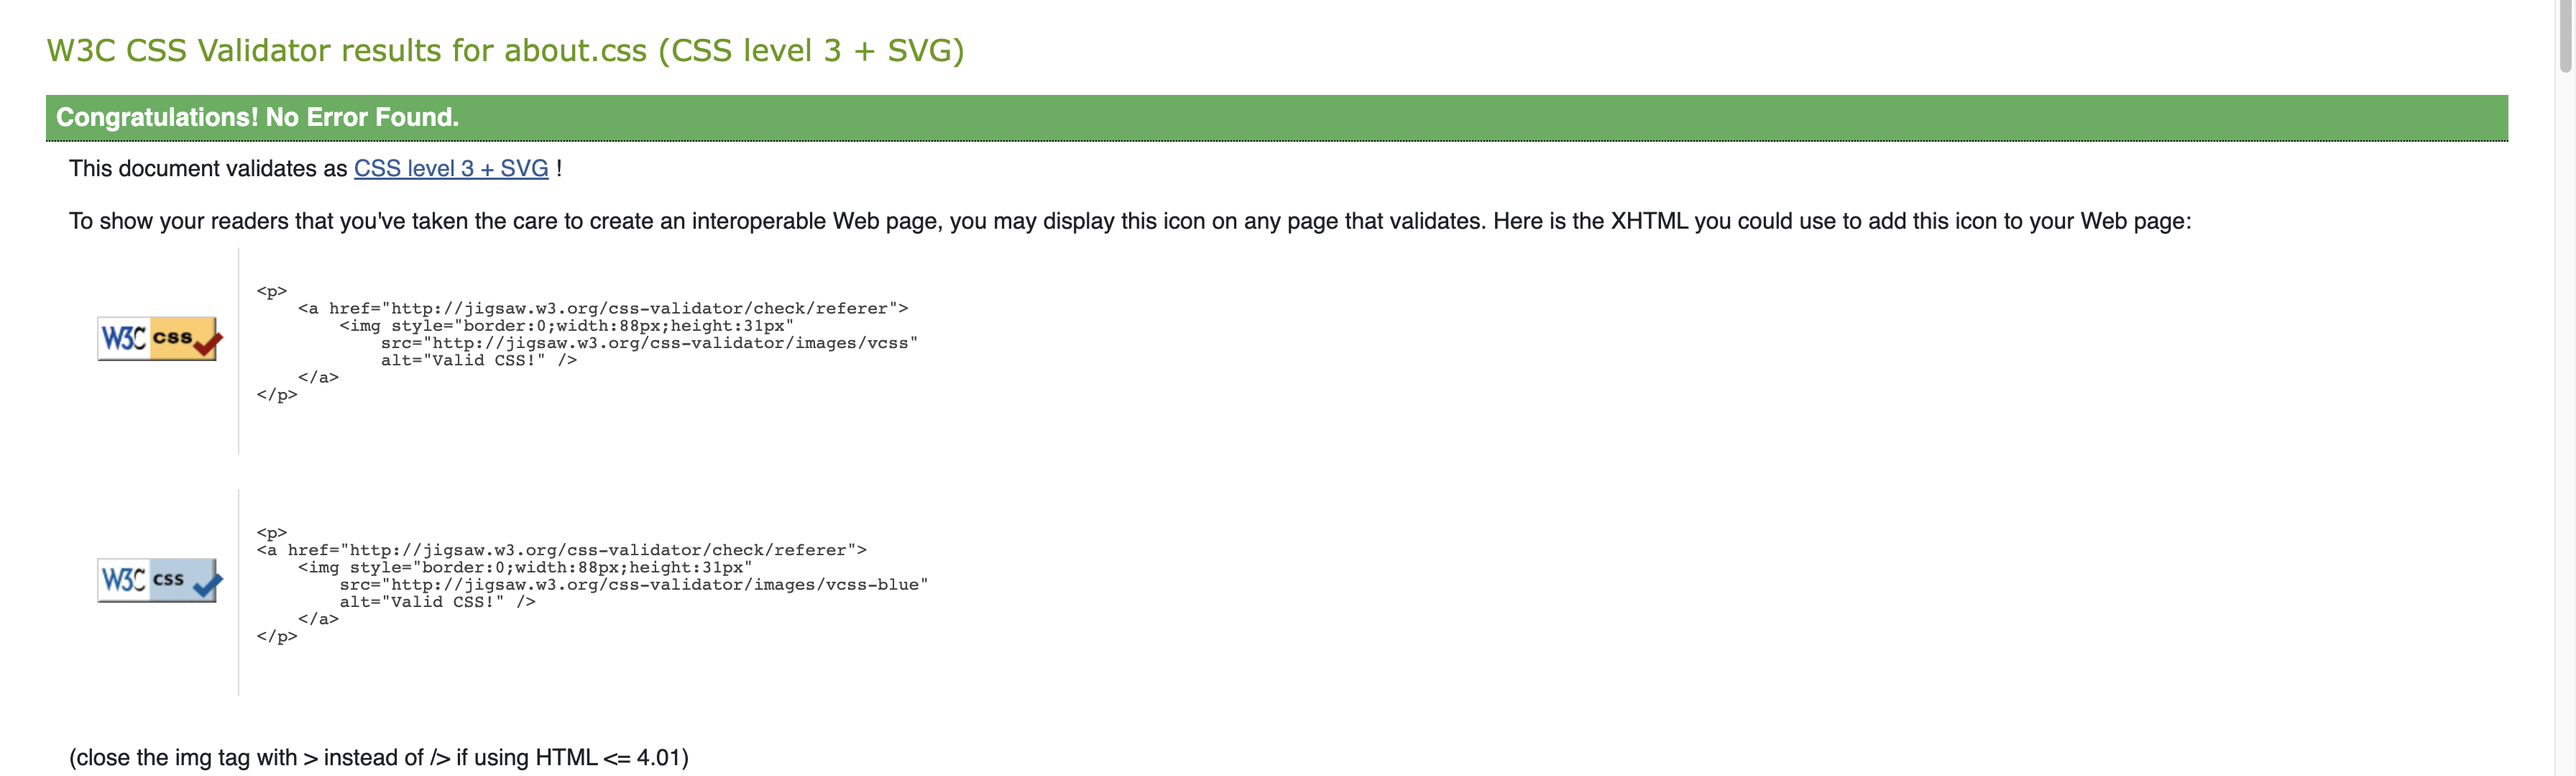 W3C CSS Validator results for about.css (CSS level 3 + SVG)
Congratulations! No Error Found.
This document validates as CSS level 3 + SVG !
To show your readers that you've taken the care to create an interoperable Web page, you may display this icon on any page that validates. Here is the XHTML you could use to add this icon to your Web page:
W3C css
<p>
    <a href="http://jigsaw.w3.org/css-validator/check/referer">
        <img style="border:0;width:88px;height:31px"
            src="http://jigsaw.w3.org/css-validator/images/vcss"
            alt="Valid CSS!" />
    </a>
</p>
W3C css
<p>
<a href="http://jigsaw.w3.org/css-validator/check/referer">
    <img style="border:0;width:88px;height:31px"
        src="http://jigsaw.w3.org/css-validator/images/vcss-blue"
        alt="Valid CSS!" />
    </a>
</p>
(close the img tag with > instead of /> if using HTML <= 4.01)